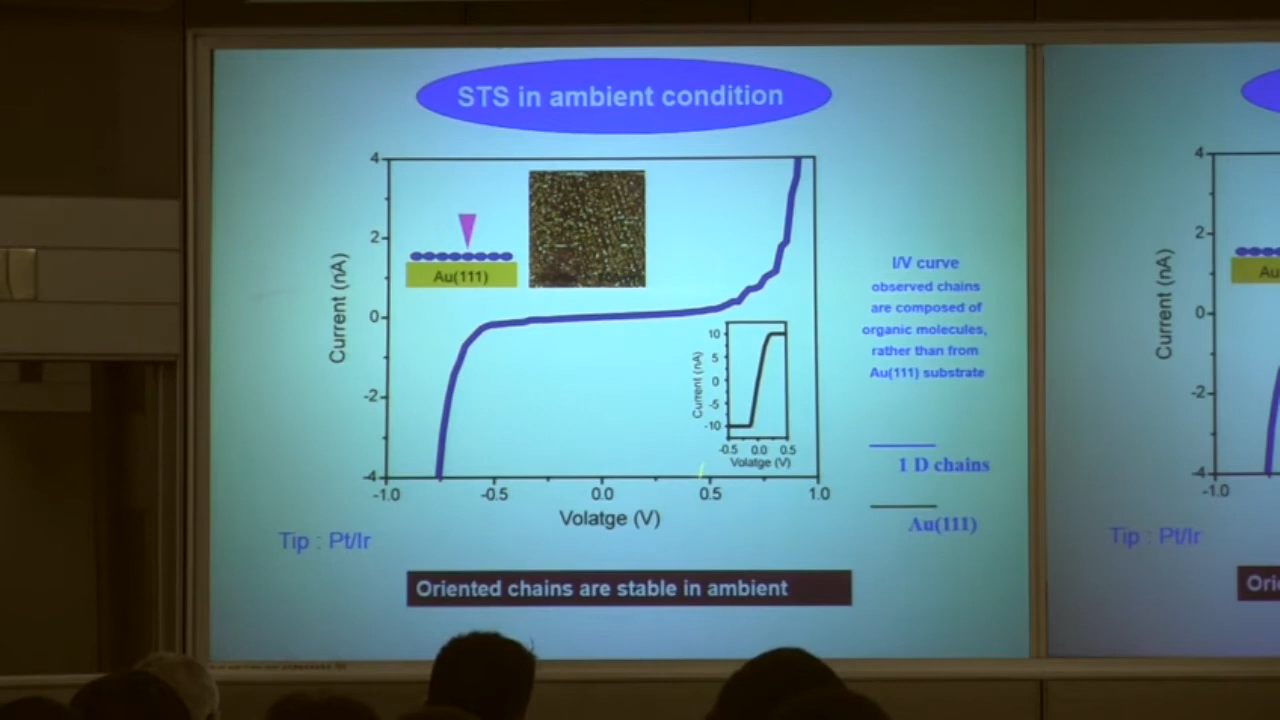 STS in ambient condition
4
2
0
-2
-4
Current (nA)
Au(111)
-1.0
-0.5
0.0
0.5
1.0
Volatge (V)
10
5
0
-5
-10
Current (nA)
-0.5
0.0
0.5
Volatge (V)
I/V curve
observed chains
are composed of
organic molecules,
rather than from
Au(111) substrate
1 D chains
Au(111)
Tip : Pt/Ir
Oriented chains are stable in ambient
4
2
0
-2
-4
Current (nA)
Au
-1.0
Tip : Pt/Ir
Orie